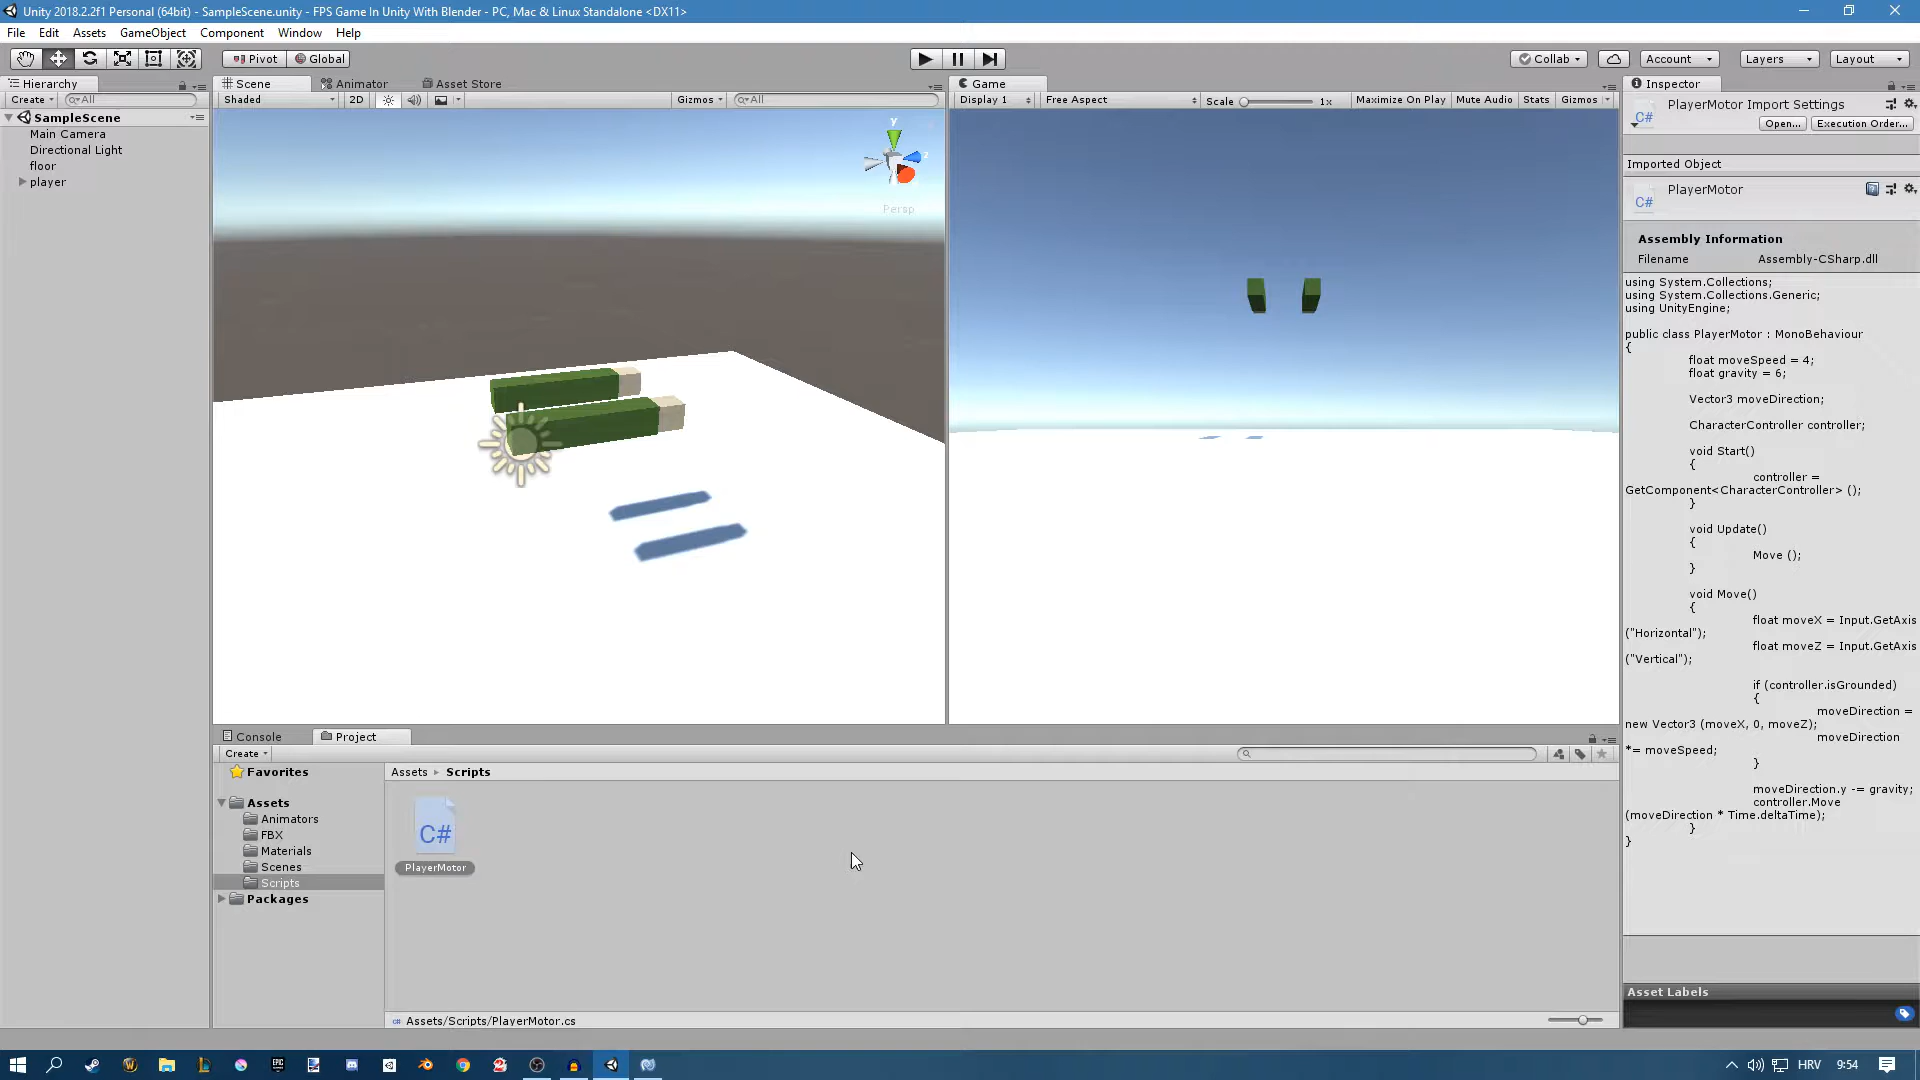 Unity 2018.2.2f1 Personal (64bit) - SampleScene.unity - FPS Game In Unity With Blender - PC, Mac & Linux Standalone <DX11>
File Edit Assets GameObject Component Window Help
Pivot Global Collab Account Layers Layout
Hierarchy Scene Animator Asset Store Game Inspector
Create All Shaded 2D Gizmos All Display 1 Free Aspect Scale 1x Maximize On Play Mute Audio Stats Gizmos
SampleScene
Main Camera
Directional Light
floor
player
y
z
Persp
PlayerMotor Import Settings
C#
Open... Execution Order...
Imported Object
PlayerMotor
C#
Assembly Information
Filename Assembly-CSharp.dll
using System.Collections;
using System.Collections.Generic;
using UnityEngine;
public class PlayerMotor : MonoBehaviour
{
float moveSpeed = 4;
float gravity = 6;
Vector3 moveDirection;
CharacterController controller;
void Start()
{
controller =
GetComponent<CharacterController> ();
}
void Update()
{
Move ();
}
void Move()
{
float moveX = Input.GetAxis
("Horizontal");
float moveZ = Input.GetAxis
("Vertical");
if (controller.isGrounded)
{
moveDirection =
new Vector3 (moveX, 0, moveZ);
moveDirection
*= moveSpeed;
}
moveDirection.y -= gravity;
controller.Move
(moveDirection * Time.deltaTime);
}
}
Asset Labels
Console Project
Create
Favorites
Assets
Animators
FBX
Materials
Scenes
Scripts
Packages
Assets Scripts
C#
PlayerMotor
Assets/Scripts/PlayerMotor.cs
HRV 9:54